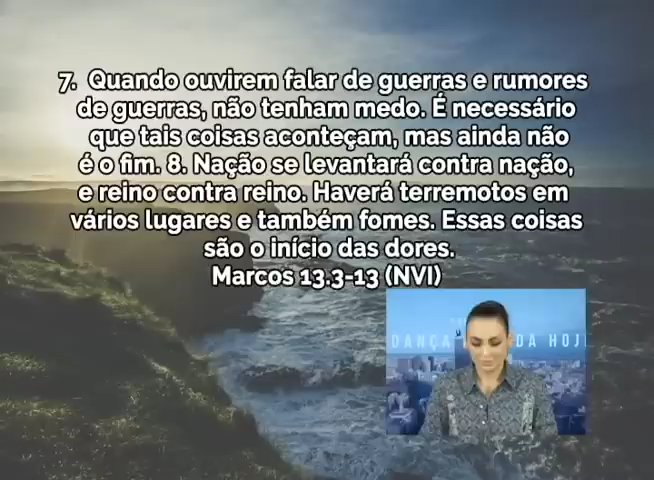 7. Quando ouvirem falar de guerras e rumores
de guerras, não tenham medo. É necessário
que tais coisas aconteçam, mas ainda não
é o fim. 8. Nação se levantará contra nação,
e reino contra reino. Haverá terremotos em
vários lugares e também fomes. Essas coisas
são o início das dores.
Marcos 13.3-13 (NVI)
DANÇA DA HOJE